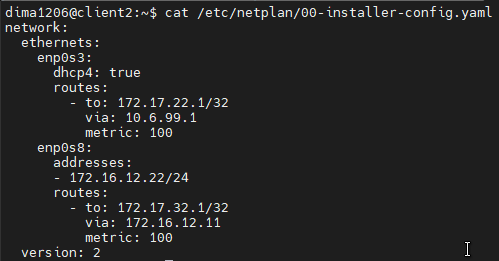 dima1206@client2:~$ cat /etc/netplan/00-installer-config.yaml
network:
  ethernets:
    enp0s3:
      dhcp4: true
      routes:
        - to: 172.17.22.1/32
          via: 10.6.99.1
          metric: 100
    enp0s8:
      addresses:
      - 172.16.12.22/24
      routes:
        - to: 172.17.32.1/32
          via: 172.16.12.11
          metric: 100
  version: 2